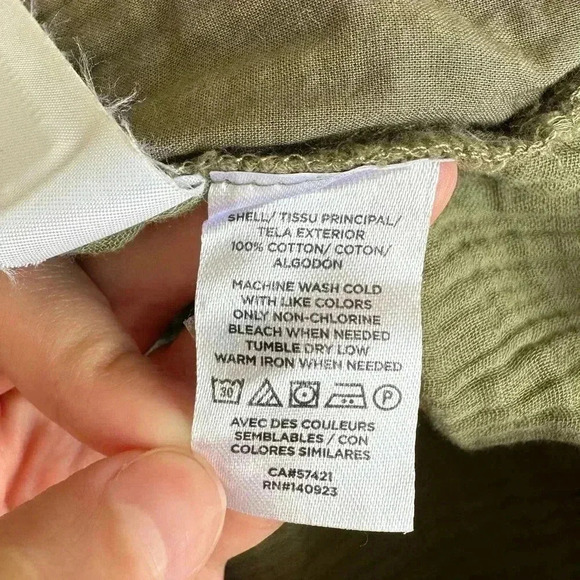 SHELL/ TISSU PRINCIPAL/
TELA EXTERIOR
100% COTTON/ COTON/
ALGODÓN
MACHINE WASH COLD
WITH LIKE COLORS
ONLY NON-CHLORINE
BLEACH WHEN NEEDED
TUMBLE DRY LOW
WARM IRON WHEN NEEDED
30 P
AVEC DES COULEURS
SEMBLABLES / CON
COLORES SIMILARES
CA#57421
RN#140923